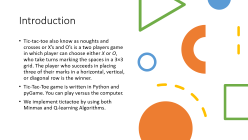 Introduction
• Tic-tac-toe also know as noughts and
crosses or X's and O's is a two players game
in which player can choose either X or O,
who take turns marking the spaces in a 3×3
grid. The player who succeeds in placing
three of their marks in a horizontal, vertical,
or diagonal row is the winner.
• Tic-Tac-Toe game is written in Python and
pyGame. You can play versus the computer.
• We implement tictactoe by using both
Minmax and Q-learning Algorithms.